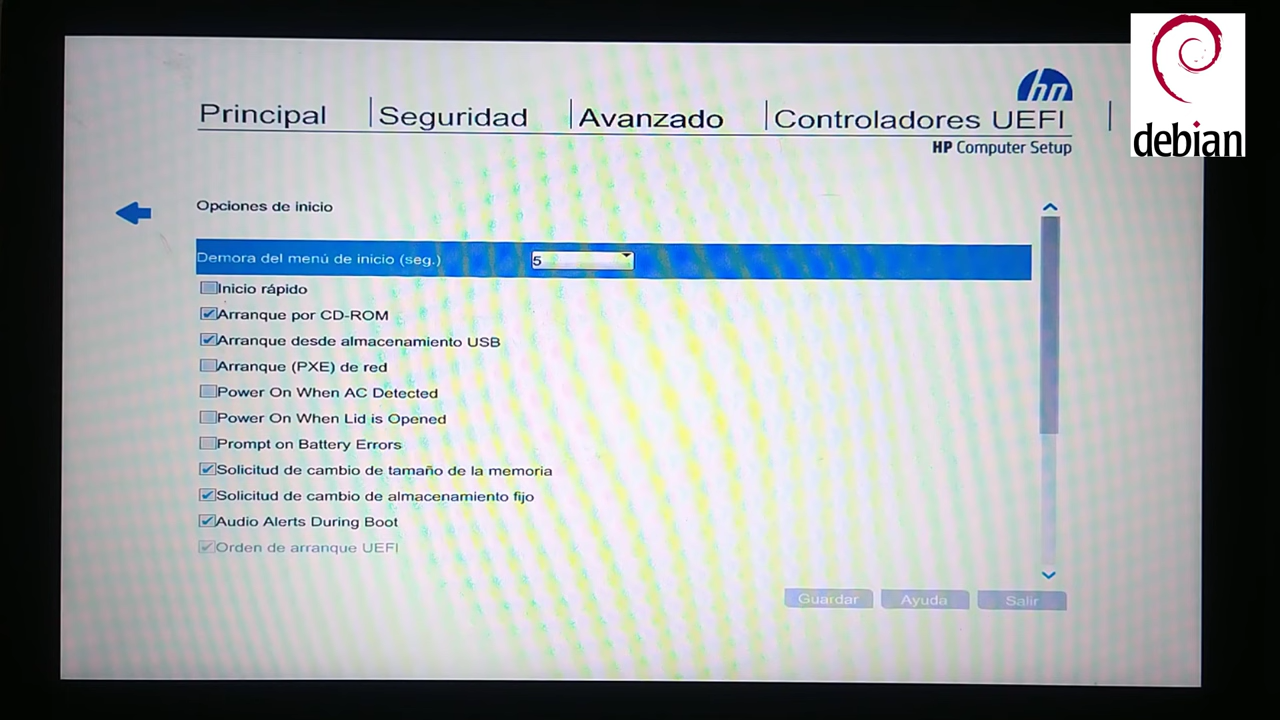 debian
hp
Principal
Seguridad
Avanzado
Controladores UEFI
HP Computer Setup
Opciones de inicio
Demora del menú de inicio (seg.) 5
Inicio rápido
Arranque por CD-ROM
Arranque desde almacenamiento USB
Arranque (PXE) de red
Power On When AC Detected
Power On When Lid is Opened
Prompt on Battery Errors
Solicitud de cambio de tamaño de la memoria
Solicitud de cambio de almacenamiento fijo
Audio Alerts During Boot
Orden de arranque UEFI
Guardar
Ayuda
Salir